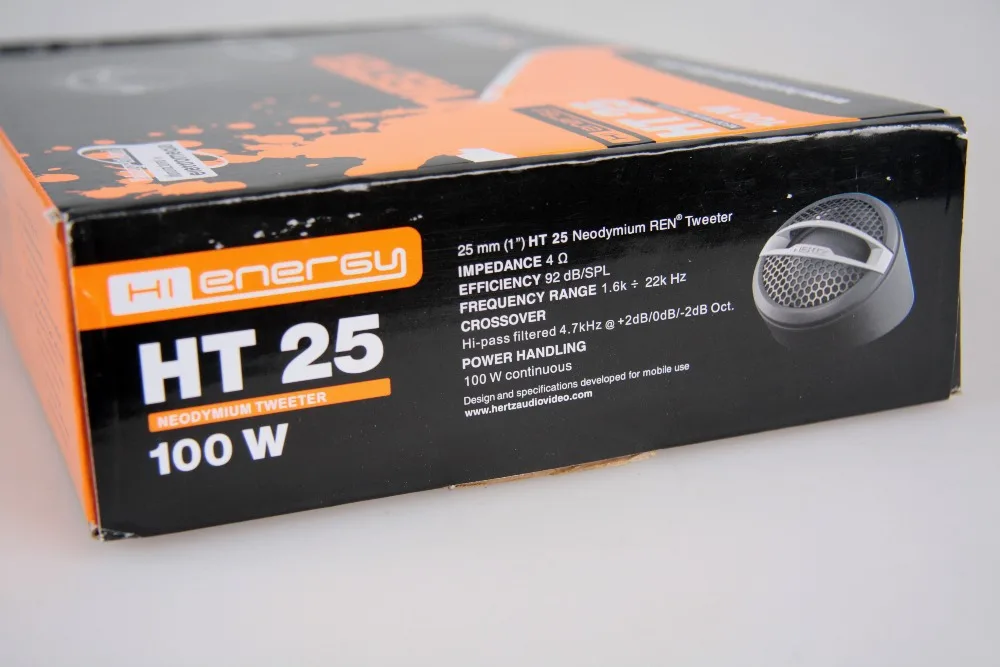 HI energy
HT 25
NEODYMIUM TWEETER
100 W
25 mm (1") HT 25 Neodymium REN® Tweeter
IMPEDANCE 4 Ω
EFFICIENCY 92 dB/SPL
FREQUENCY RANGE 1.6k ÷ 22k Hz
CROSSOVER
Hi-pass filtered 4.7kHz @ +2dB/0dB/-2dB Oct.
POWER HANDLING
100 W continuous
Design and specifications developed for mobile use
www.hertzaudiovideo.com
HT 25